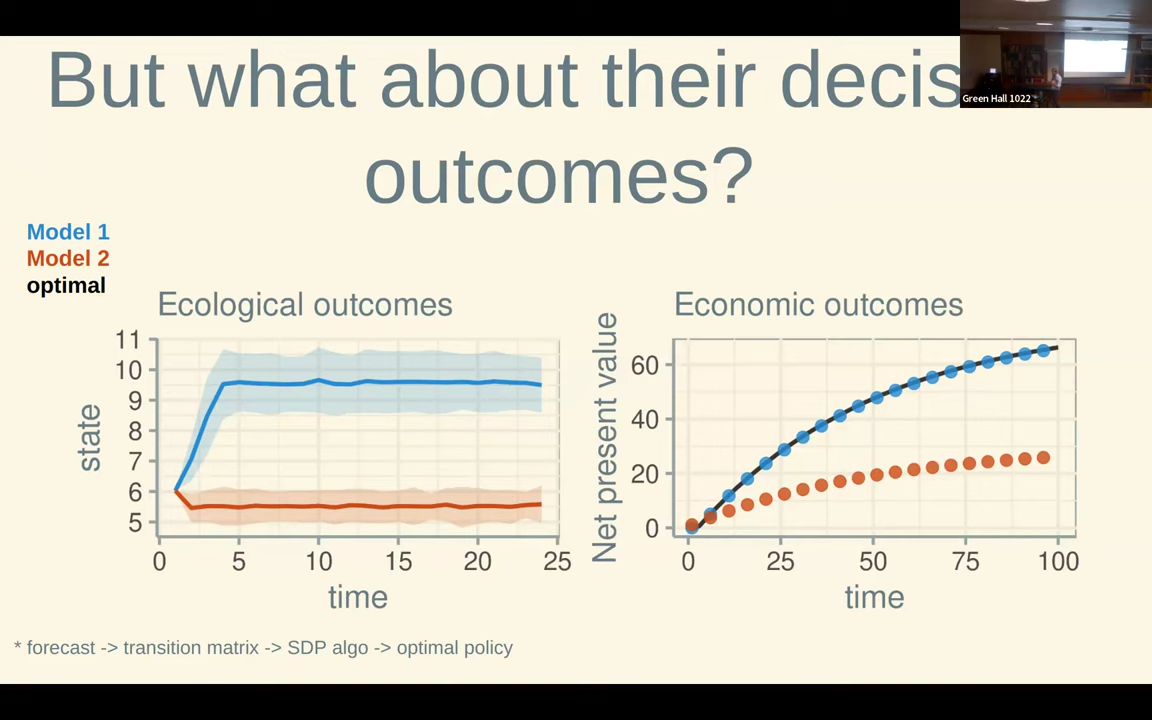 But what about their decis
outcomes?
Green Hall 1022
Model 1
Model 2
optimal
Ecological outcomes
11
10
9
8
7
6
5
state
0 5 10 15 20 25
time
Economic outcomes
60
40
20
0
Net present value
0 25 50 75 100
time
* forecast -> transition matrix -> SDP algo -> optimal policy